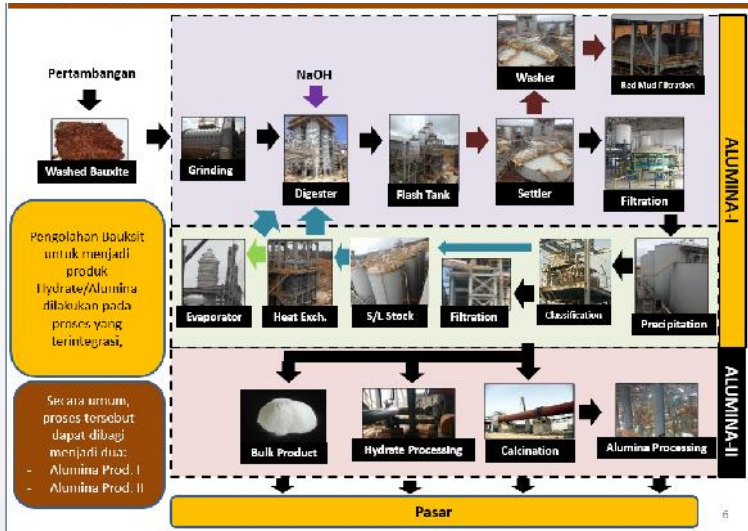 Pertambangan
NaOH
Washer
Red Mud Filtration
Washed Bauxite
Grinding
Digester
Flash Tank
Settler
Filtration
ALUMINA-I
Pengolahan Bauksit
untuk menjadi
produk
Hydrate/Alumina
dilakukan pada
proses yang
terintegrasi,
Evaporator
Heat Exch.
S/L Stock
Filtration
Classification
Precipitation
Secara umum,
proses tersebut
dapat dibagi
menjadi dua:
- Alumina Prod. I
- Alumina Prod. II
Bulk Product
Hydrate Processing
Calcination
Alumina Processing
ALUMINA-II
Pasar
6